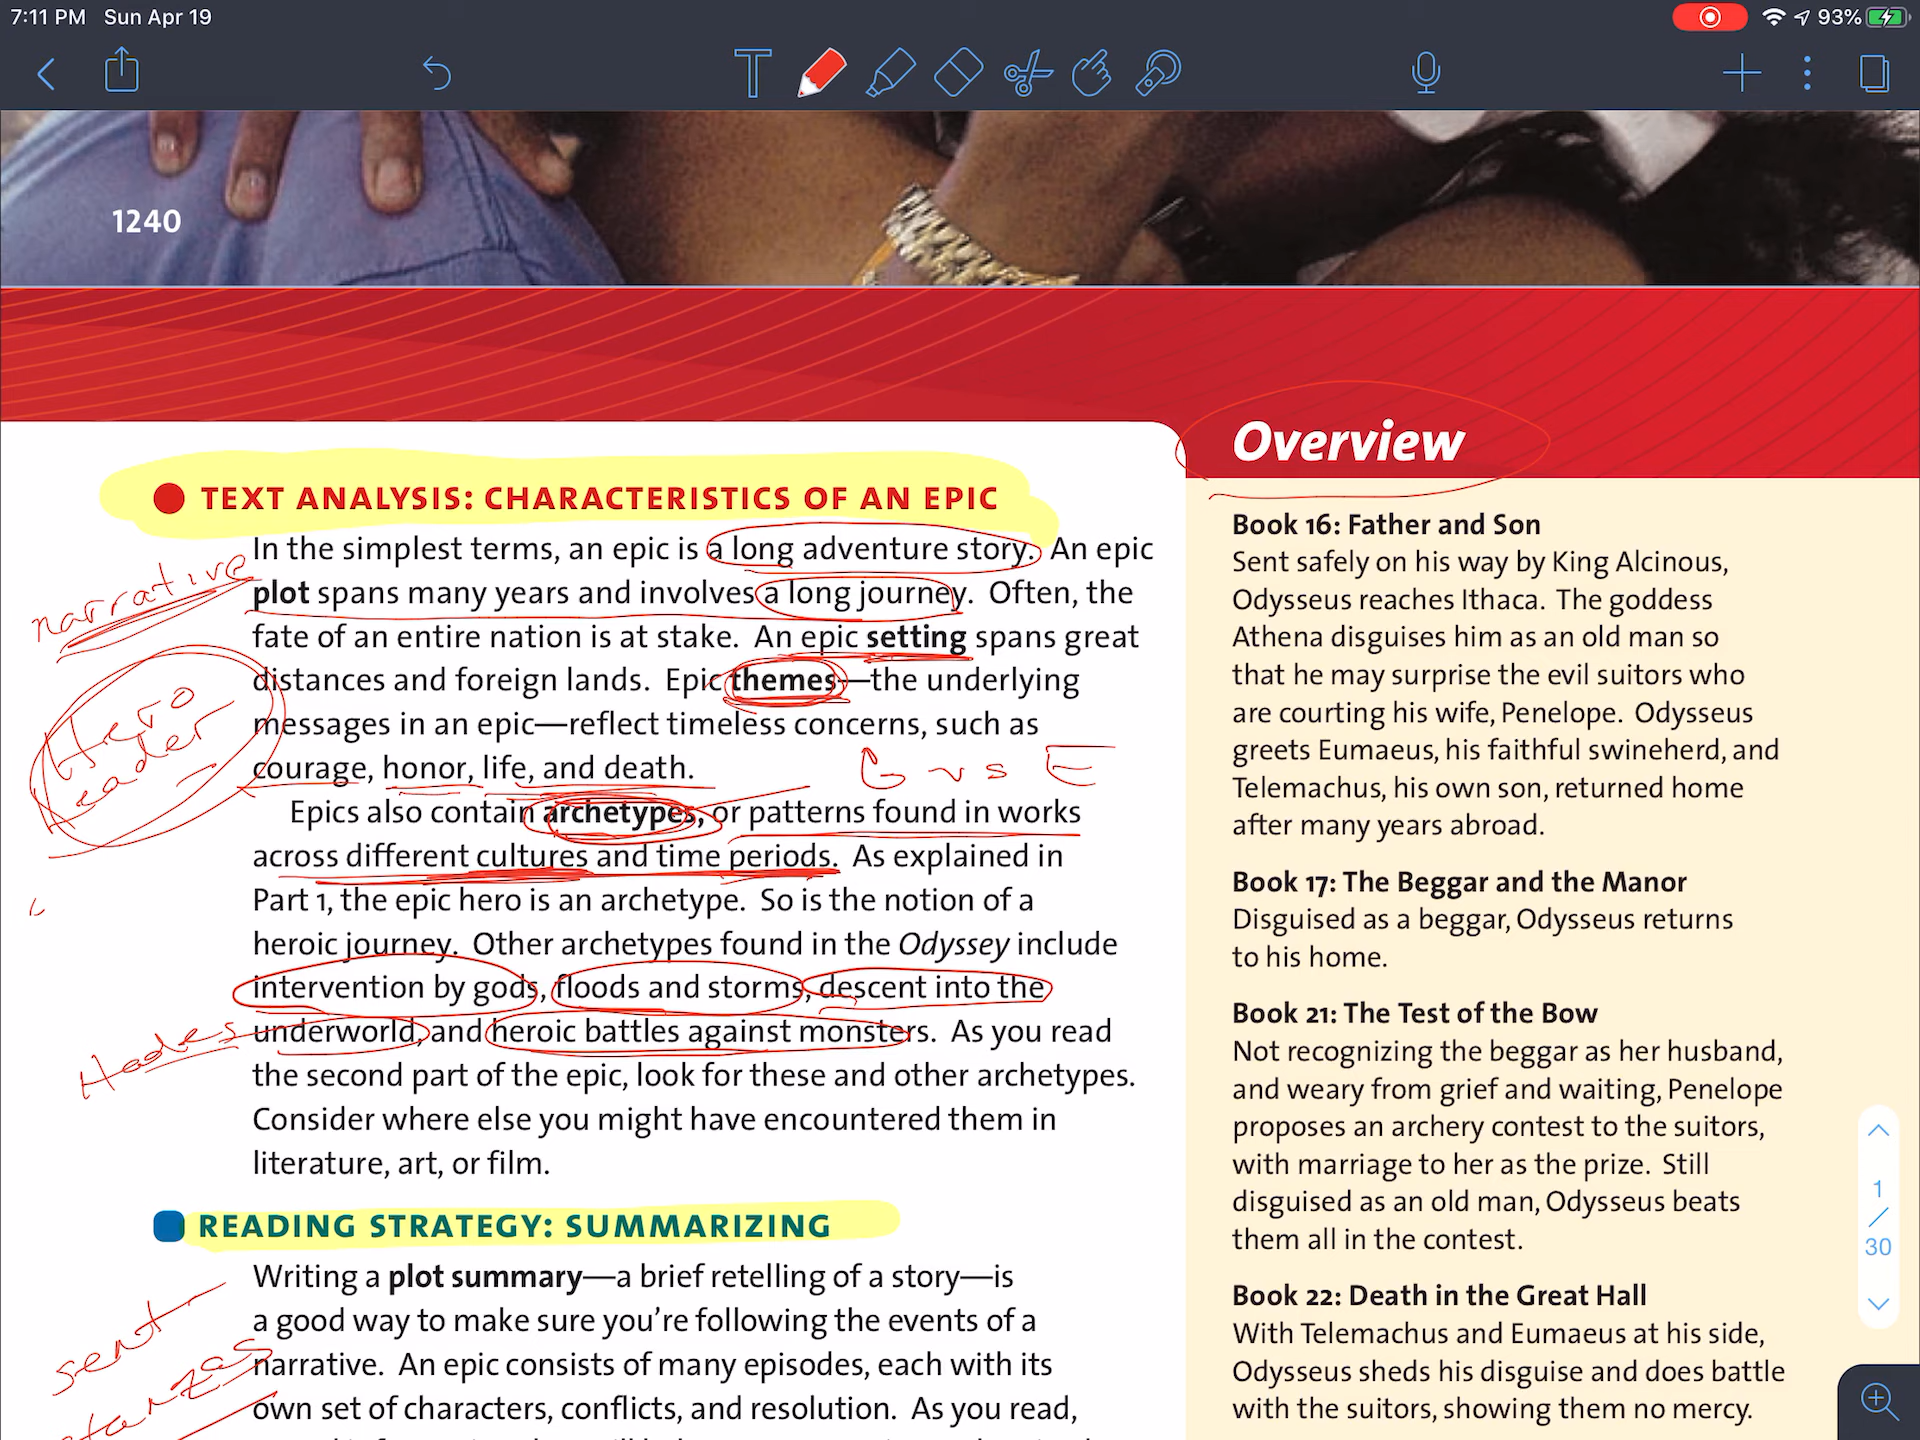 7:11 PM Sun Apr 19
93%
1240
Overview
TEXT ANALYSIS: CHARACTERISTICS OF AN EPIC
In the simplest terms, an epic is a long adventure story. An epic
plot spans many years and involves a long journey. Often, the
fate of an entire nation is at stake. An epic setting spans great
distances and foreign lands. Epic themes—the underlying
messages in an epic—reflect timeless concerns, such as
courage, honor, life, and death.
Epics also contain archetypes, or patterns found in works
across different cultures and time periods. As explained in
Part 1, the epic hero is an archetype. So is the notion of a
heroic journey. Other archetypes found in the Odyssey include
intervention by gods, floods and storms, descent into the
underworld, and heroic battles against monsters. As you read
the second part of the epic, look for these and other archetypes.
Consider where else you might have encountered them in
literature, art, or film.
narrative
Hero
Leader
G vs E
Hades
READING STRATEGY: SUMMARIZING
Writing a plot summary—a brief retelling of a story—is
a good way to make sure you're following the events of a
narrative. An epic consists of many episodes, each with its
own set of characters, conflicts, and resolution. As you read,
sent
stanzas
Book 16: Father and Son
Sent safely on his way by King Alcinous,
Odysseus reaches Ithaca. The goddess
Athena disguises him as an old man so
that he may surprise the evil suitors who
are courting his wife, Penelope. Odysseus
greets Eumaeus, his faithful swineherd, and
Telemachus, his own son, returned home
after many years abroad.
Book 17: The Beggar and the Manor
Disguised as a beggar, Odysseus returns
to his home.
Book 21: The Test of the Bow
Not recognizing the beggar as her husband,
and weary from grief and waiting, Penelope
proposes an archery contest to the suitors,
with marriage to her as the prize. Still
disguised as an old man, Odysseus beats
them all in the contest.
Book 22: Death in the Great Hall
With Telemachus and Eumaeus at his side,
Odysseus sheds his disguise and does battle
with the suitors, showing them no mercy.
1
/
30